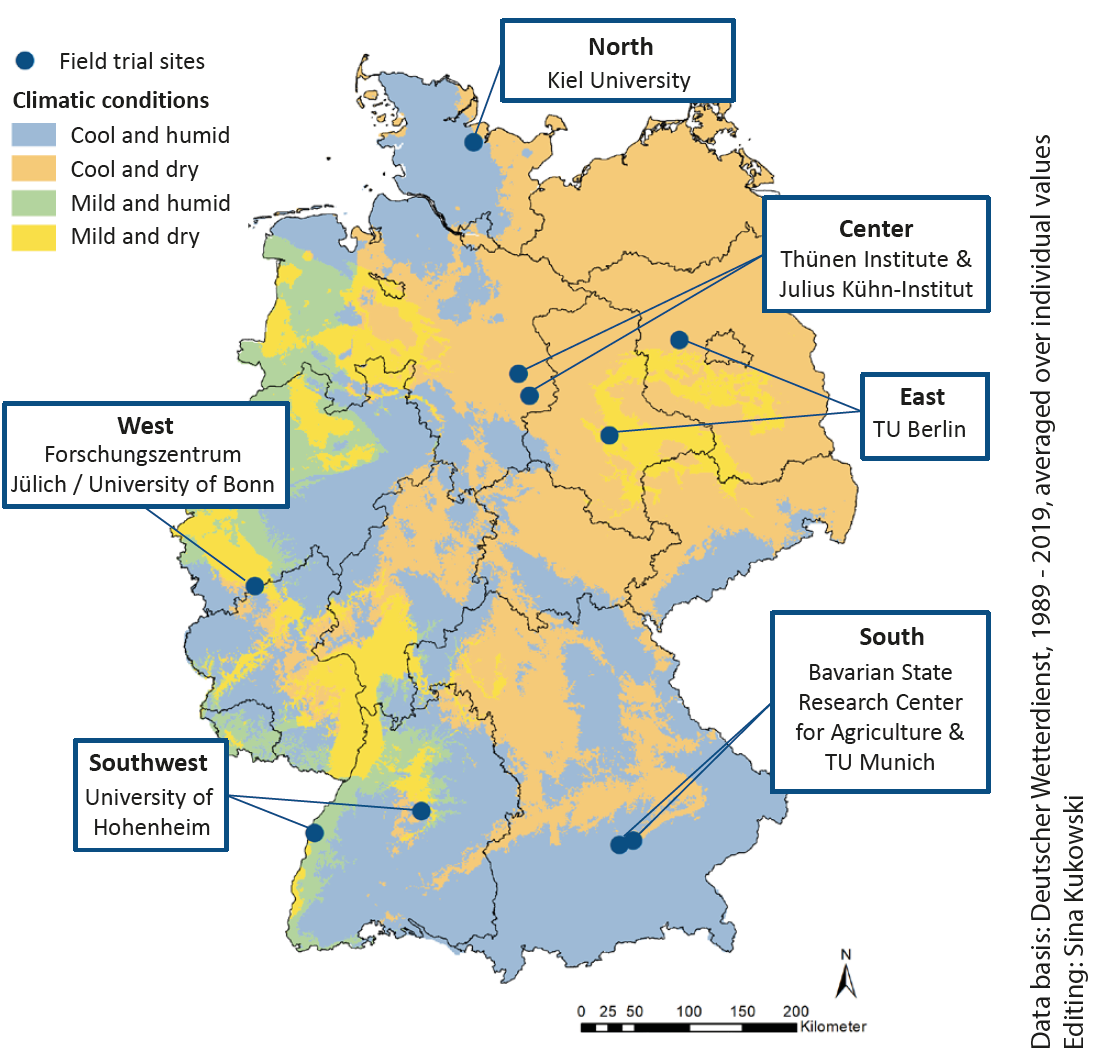 North
Kiel University
Field trial sites
Climatic conditions
Cool and humid
Cool and dry
Mild and humid
Mild and dry
Center
Thünen Institute &
Julius Kühn-Institut
East
TU Berlin
West
Forschungszentrum
Jülich / University of Bonn
South
Bavarian State
Research Center
for Agriculture &
TU Munich
Southwest
University of
Hohenheim
N
0 25 50 100 150 200
Kilometer
Data basis: Deutscher Wetterdienst, 1989 - 2019, averaged over individual values
Editing: Sina Kukowski